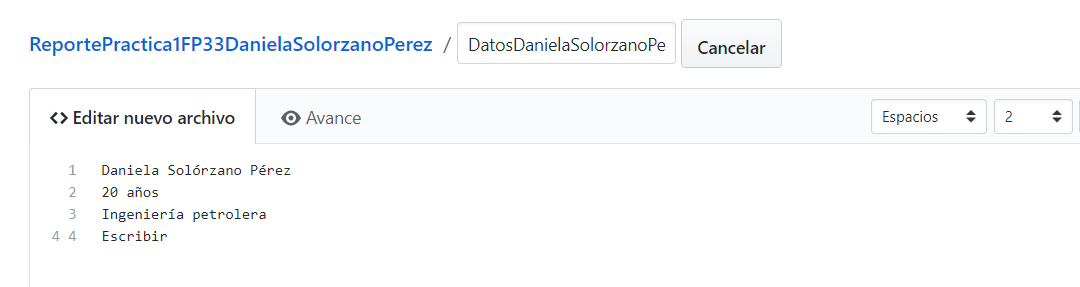 ReportePractica1FP33DanielaSolorzanoPerez / DatosDanielaSolorzanoPe Cancelar
<> Editar nuevo archivo Avance Espacios 2
1 Daniela Solórzano Pérez
2 20 años
3 Ingeniería petrolera
4 4 Escribir